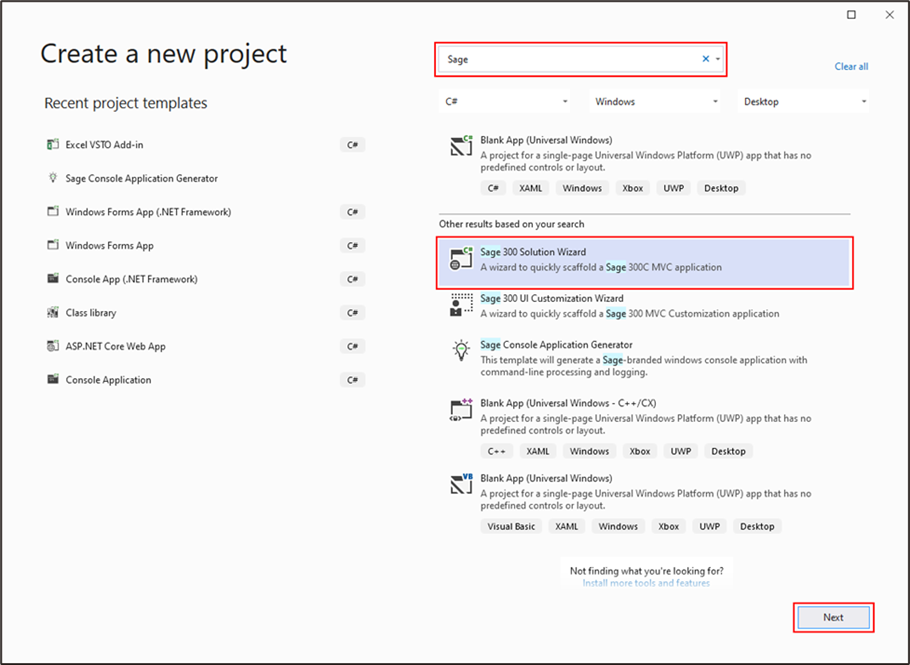 Create a new project
Recent project templates
Excel VSTO Add-in
C#
Sage Console Application Generator
Windows Forms App (.NET Framework)
C#
Windows Forms App
C#
Console App (.NET Framework)
C#
Class library
C#
ASP.NET Core Web App
C#
Console Application
C#
Sage
Clear all
C#
Windows
Desktop
Blank App (Universal Windows)
A project for a single-page Universal Windows Platform (UWP) app that has no
predefined controls or layout.
C# XAML Windows Xbox UWP Desktop
Other results based on your search
Sage 300 Solution Wizard
A wizard to quickly scaffold a Sage 300C MVC application
Sage 300 UI Customization Wizard
A wizard to quickly scaffold a Sage 300 MVC Customization application
Sage Console Application Generator
This template will generate a Sage-branded windows console application with
command-line processing and logging.
Blank App (Universal Windows - C++/CX)
A project for a single-page Universal Windows Platform (UWP) app that has no
predefined controls or layout.
C++ XAML Windows Xbox UWP Desktop
Blank App (Universal Windows)
A project for a single-page Universal Windows Platform (UWP) app that has no
predefined controls or layout.
Visual Basic XAML Windows Xbox UWP Desktop
Not finding what you're looking for?
Install more tools and features
Next